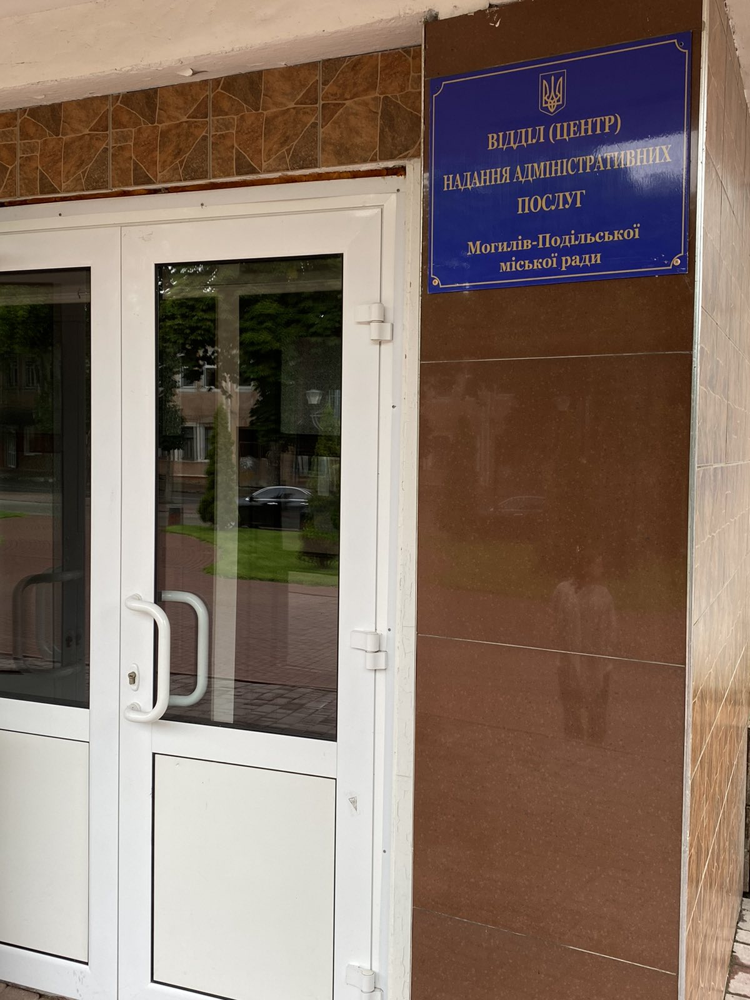 ВІДДІЛ (ЦЕНТР)
НАДАННЯ АДМІНІСТРАТИВНИХ
ПОСЛУГ
Могилів-Подільської
міської ради